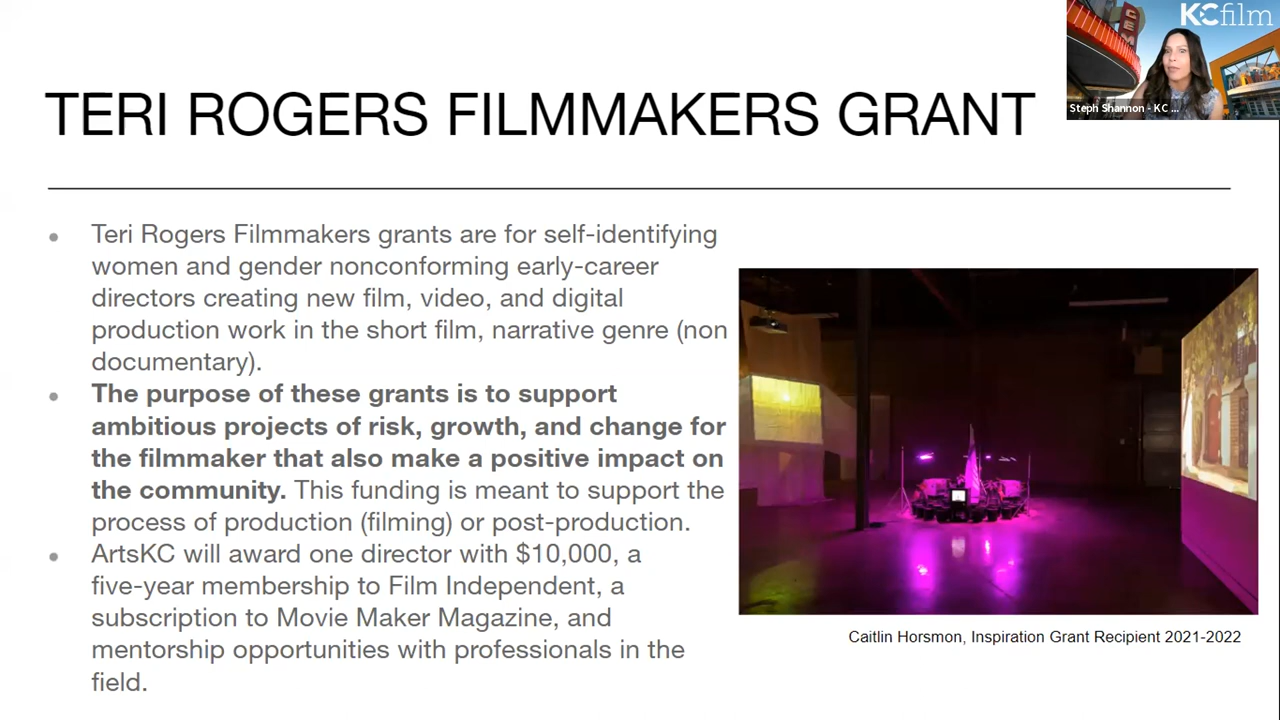 KCfilm
CEM
Steph Shannon - KC ...
TERI ROGERS FILMMAKERS GRANT
Teri Rogers Filmmakers grants are for self-identifying
women and gender nonconforming early-career
directors creating new film, video, and digital
production work in the short film, narrative genre (non
documentary).
The purpose of these grants is to support
ambitious projects of risk, growth, and change for
the filmmaker that also make a positive impact on
the community. This funding is meant to support the
process of production (filming) or post-production.
ArtsKC will award one director with $10,000, a
five-year membership to Film Independent, a
subscription to Movie Maker Magazine, and
mentorship opportunities with professionals in the
field.
Caitlin Horsmon, Inspiration Grant Recipient 2021-2022